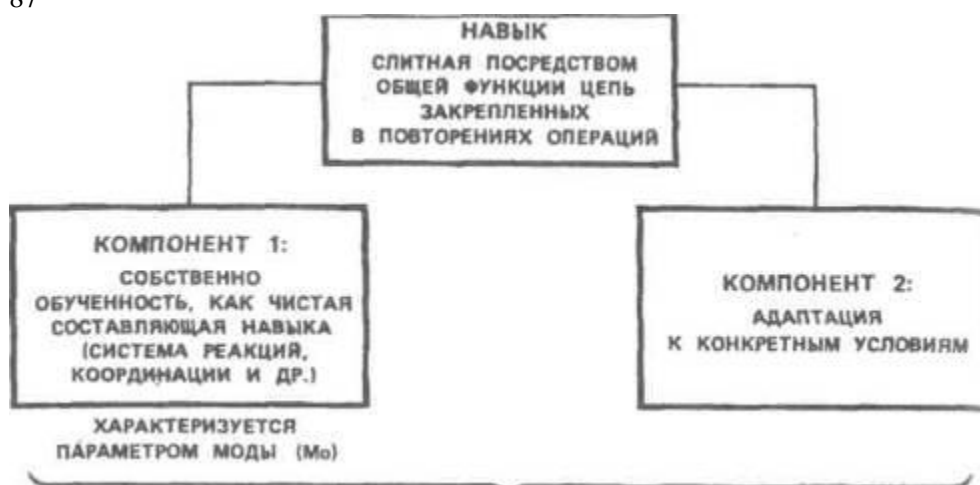 87
НАВЫК
СЛИТНАЯ ПОСРЕДСТВОМ
ОБЩЕЙ ФУНКЦИИ ЦЕПЬ
ЗАКРЕПЛЕННЫХ
В ПОВТОРЕНИЯХ ОПЕРАЦИЙ
КОМПОНЕНТ 1:
СОБСТВЕННО
ОБУЧЕННОСТЬ, КАК ЧИСТАЯ
СОСТАВЛЯЮЩАЯ НАВЫКА
(СИСТЕМА РЕАКЦИЙ,
КООРДИНАЦИИ И ДР.)
ХАРАКТЕРИЗУЕТСЯ
ПАРАМЕТРОМ МОДЫ (Мо)
КОМПОНЕНТ 2:
АДАПТАЦИЯ
К КОНКРЕТНЫМ УСЛОВИЯМ